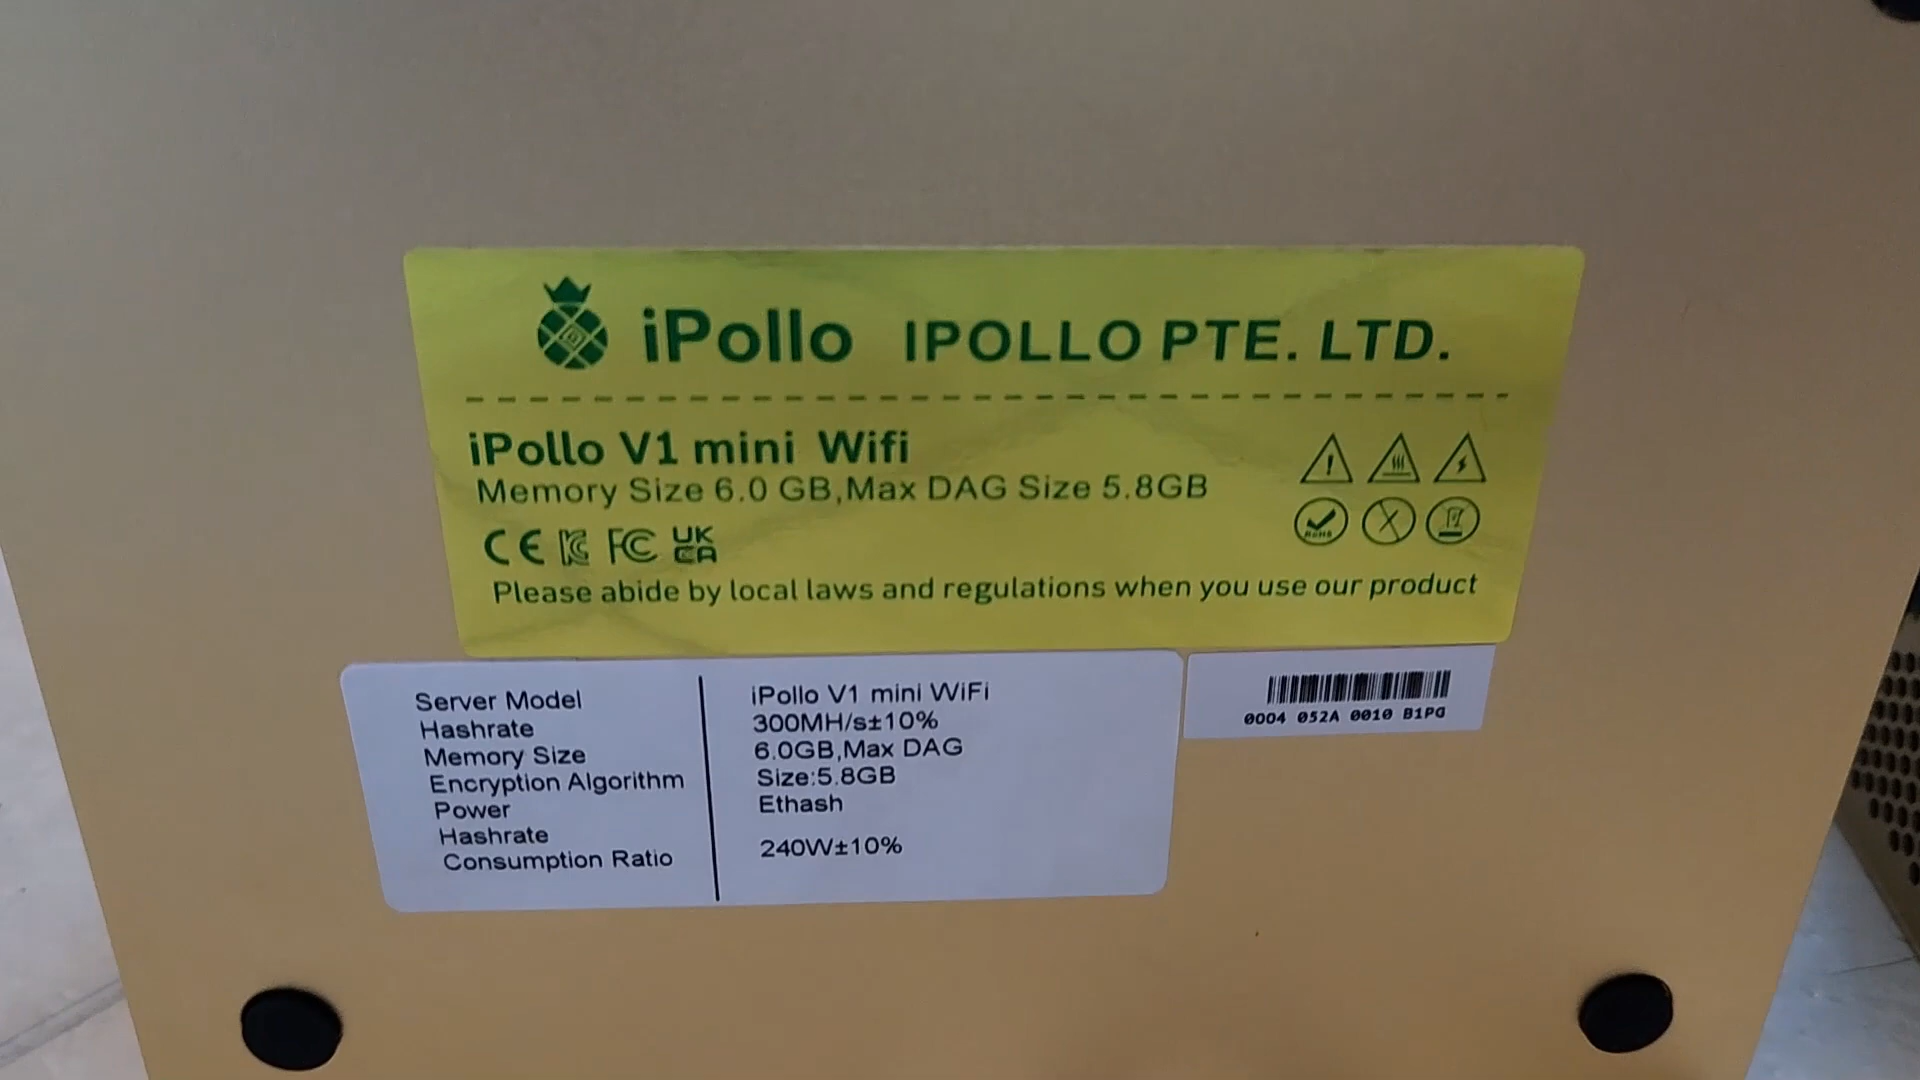 iPollo IPOLLO PTE. LTD.
iPollo V1 mini Wifi
Memory Size 6.0 GB,Max DAG Size 5.8GB
CE FC UK CA
RoHS
Please abide by local laws and regulations when you use our product
Server Model
Hashrate
Memory Size
Encryption Algorithm
Power
Hashrate
Consumption Ratio
iPollo V1 mini WiFi
300MH/s±10%
6.0GB,Max DAG
Size:5.8GB
Ethash
240W±10%
0004 052A 0010 B1PG